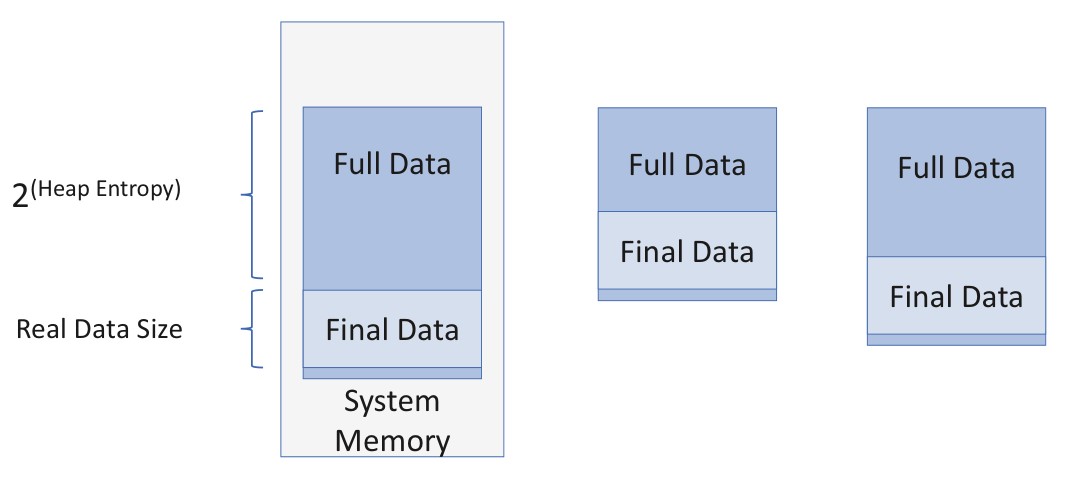 2(Heap Entropy)
Real Data Size
Full Data
Final Data
System
Memory
Full Data
Final Data
Full Data
Final Data